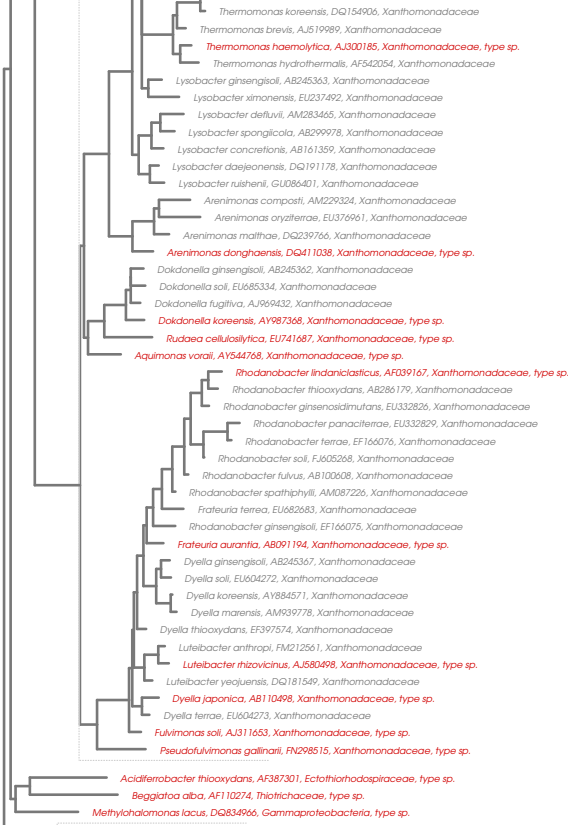 Thermomonas koreensis, DQ154906, Xanthomonadaceae
Thermomonas brevis, AJ519989, Xanthomonadaceae
Thermomonas haemolytica, AJ300185, Xanthomonadaceae, type sp.
Thermomonas hydrothermalis, AF542054, Xanthomonadaceae
Lysobacter ginsengisoli, AB245363, Xanthomonadaceae
Lysobacter ximonensis, EU237492, Xanthomonadaceae
Lysobacter defluvii, AM283465, Xanthomonadaceae
Lysobacter spongiicola, AB299978, Xanthomonadaceae
Lysobacter concretionis, AB161359, Xanthomonadaceae
Lysobacter daejeonensis, DQ191178, Xanthomonadaceae
Lysobacter ruishenii, GU086401, Xanthomonadaceae
Arenimonas composti, AM229324, Xanthomonadaceae
Arenimonas oryziterrae, EU376961, Xanthomonadaceae
Arenimonas malthae, DQ239766, Xanthomonadaceae
Arenimonas donghaensis, DQ411038, Xanthomonadaceae, type sp.
Dokdonella ginsengisoli, AB245362, Xanthomonadaceae
Dokdonella soli, EU685334, Xanthomonadaceae
Dokdonella fugitiva, AJ969432, Xanthomonadaceae
Dokdonella koreensis, AY987368, Xanthomonadaceae, type sp.
Rudaea cellulosilytica, EU741687, Xanthomonadaceae, type sp.
Aquimonas voraii, AY544768, Xanthomonadaceae, type sp.
Rhodanobacter lindaniclasticus, AF039167, Xanthomonadaceae, type sp.
Rhodanobacter thiooxydans, AB286179, Xanthomonadaceae
Rhodanobacter ginsenosidimutans, EU332826, Xanthomonadaceae
Rhodanobacter panaciterrae, EU332829, Xanthomonadaceae
Rhodanobacter terrae, EF166076, Xanthomonadaceae
Rhodanobacter soli, FJ605268, Xanthomonadaceae
Rhodanobacter fulvus, AB100608, Xanthomonadaceae
Rhodanobacter spathiphylli, AM087226, Xanthomonadaceae
Frateuria terrea, EU682683, Xanthomonadaceae
Rhodanobacter ginsengisoli, EF166075, Xanthomonadaceae
Frateuria aurantia, AB091194, Xanthomonadaceae, type sp.
Dyella ginsengisoli, AB245367, Xanthomonadaceae
Dyella soli, EU604272, Xanthomonadaceae
Dyella koreensis, AY884571, Xanthomonadaceae
Dyella marensis, AM939778, Xanthomonadaceae
Dyella thiooxydans, EF397574, Xanthomonadaceae
Luteibacter anthropi, FM212561, Xanthomonadaceae
Luteibacter rhizovicinus, AJ580498, Xanthomonadaceae, type sp.
Luteibacter yeojuensis, DQ181549, Xanthomonadaceae
Dyella japonica, AB110498, Xanthomonadaceae, type sp.
Dyella terrae, EU604273, Xanthomonadaceae
Fulvimonas soli, AJ311653, Xanthomonadaceae, type sp.
Pseudofulvimonas gallinarii, FN298515, Xanthomonadaceae, type sp.
Acidiferrobacter thiooxydans, AF387301, Ectothiorhodospiraceae, type sp.
Beggiatoa alba, AF110274, Thiotrichaceae, type sp.
Methylohalomonas lacus, DQ834966, Gammaproteobacteria, type sp.